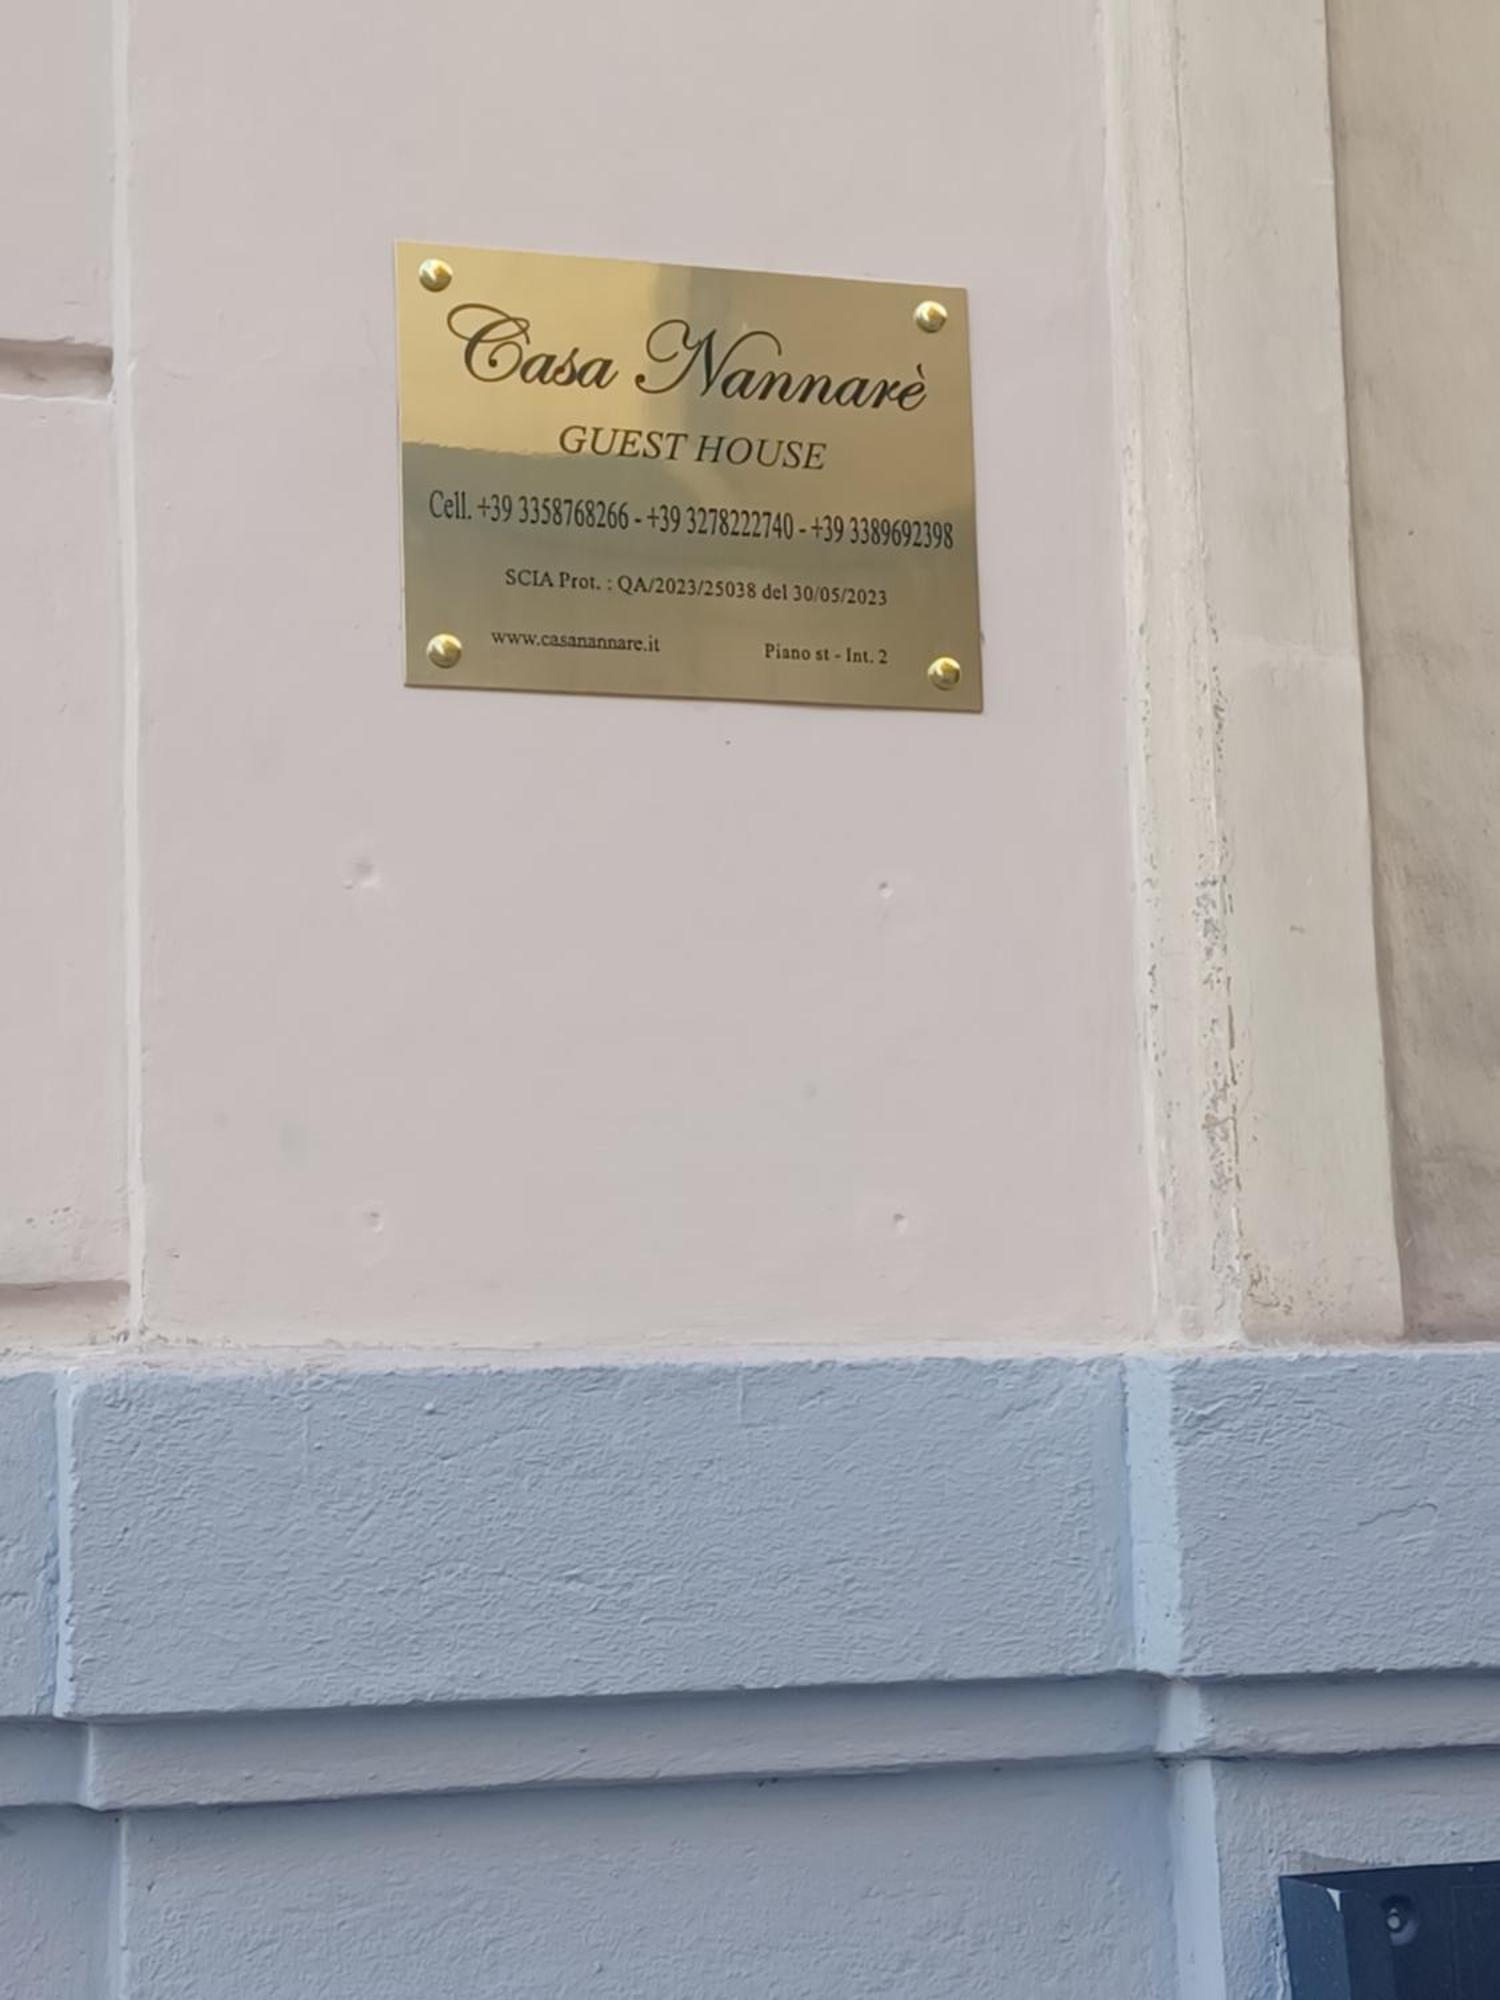 Casa Nannarè
GUEST HOUSE
Cell. +39 3358768266 - +39 3278222740 - +39 3389692398
SCIA Prot. : QA/2023/25038 del 30/05/2023
www.casanannare.it Piano st - Int. 2